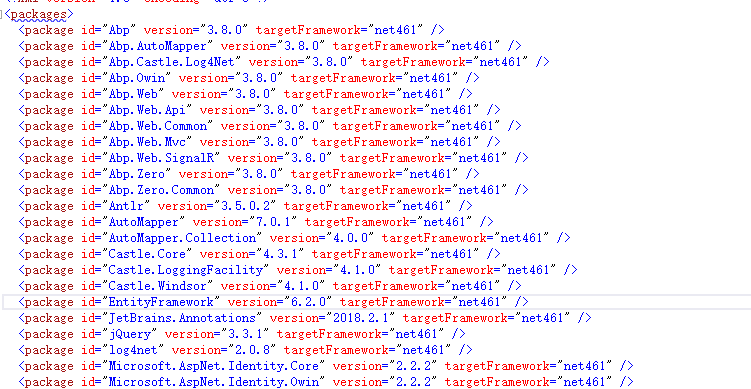 <packages>
<package id="Abp" version="3.8.0" targetFramework="net461" />
<package id="Abp.AutoMapper" version="3.8.0" targetFramework="net461" />
<package id="Abp.Castle.Log4Net" version="3.8.0" targetFramework="net461" />
<package id="Abp.Owin" version="3.8.0" targetFramework="net461" />
<package id="Abp.Web" version="3.8.0" targetFramework="net461" />
<package id="Abp.Web.Api" version="3.8.0" targetFramework="net461" />
<package id="Abp.Web.Common" version="3.8.0" targetFramework="net461" />
<package id="Abp.Web.Mvc" version="3.8.0" targetFramework="net461" />
<package id="Abp.Web.SignalR" version="3.8.0" targetFramework="net461" />
<package id="Abp.Zero" version="3.8.0" targetFramework="net461" />
<package id="Abp.Zero.Common" version="3.8.0" targetFramework="net461" />
<package id="Antlr" version="3.5.0.2" targetFramework="net461" />
<package id="AutoMapper" version="7.0.1" targetFramework="net461" />
<package id="AutoMapper.Collection" version="4.0.0" targetFramework="net461" />
<package id="Castle.Core" version="4.3.1" targetFramework="net461" />
<package id="Castle.LoggingFacility" version="4.1.0" targetFramework="net461" />
<package id="Castle.Windsor" version="4.1.0" targetFramework="net461" />
<package id="EntityFramework" version="6.2.0" targetFramework="net461" />
<package id="JetBrains.Annotations" version="2018.2.1" targetFramework="net461" />
<package id="jQuery" version="3.3.1" targetFramework="net461" />
<package id="log4net" version="2.0.8" targetFramework="net461" />
<package id="Microsoft.AspNet.Identity.Core" version="2.2.2" targetFramework="net461" />
<package id="Microsoft.AspNet.Identity.Owin" version="2.2.2" targetFramework="net461" />